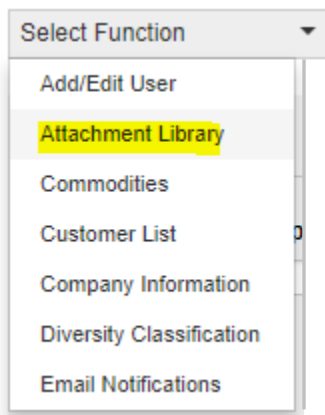 Select Function
Add/Edit User
Attachment Library
Commodities
Customer List
Company Information
Diversity Classification
Email Notifications